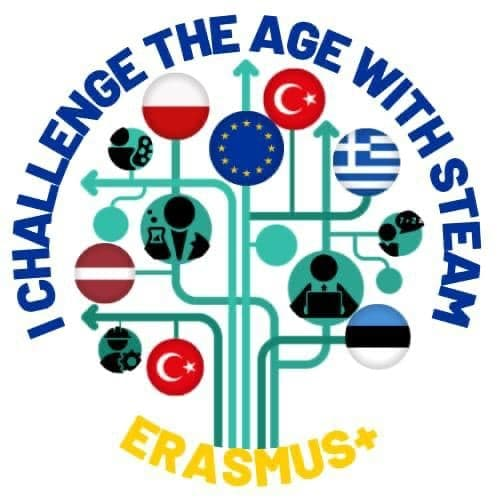 I CHALLENGE THE AGE WITH STEAM
ERASMUS+